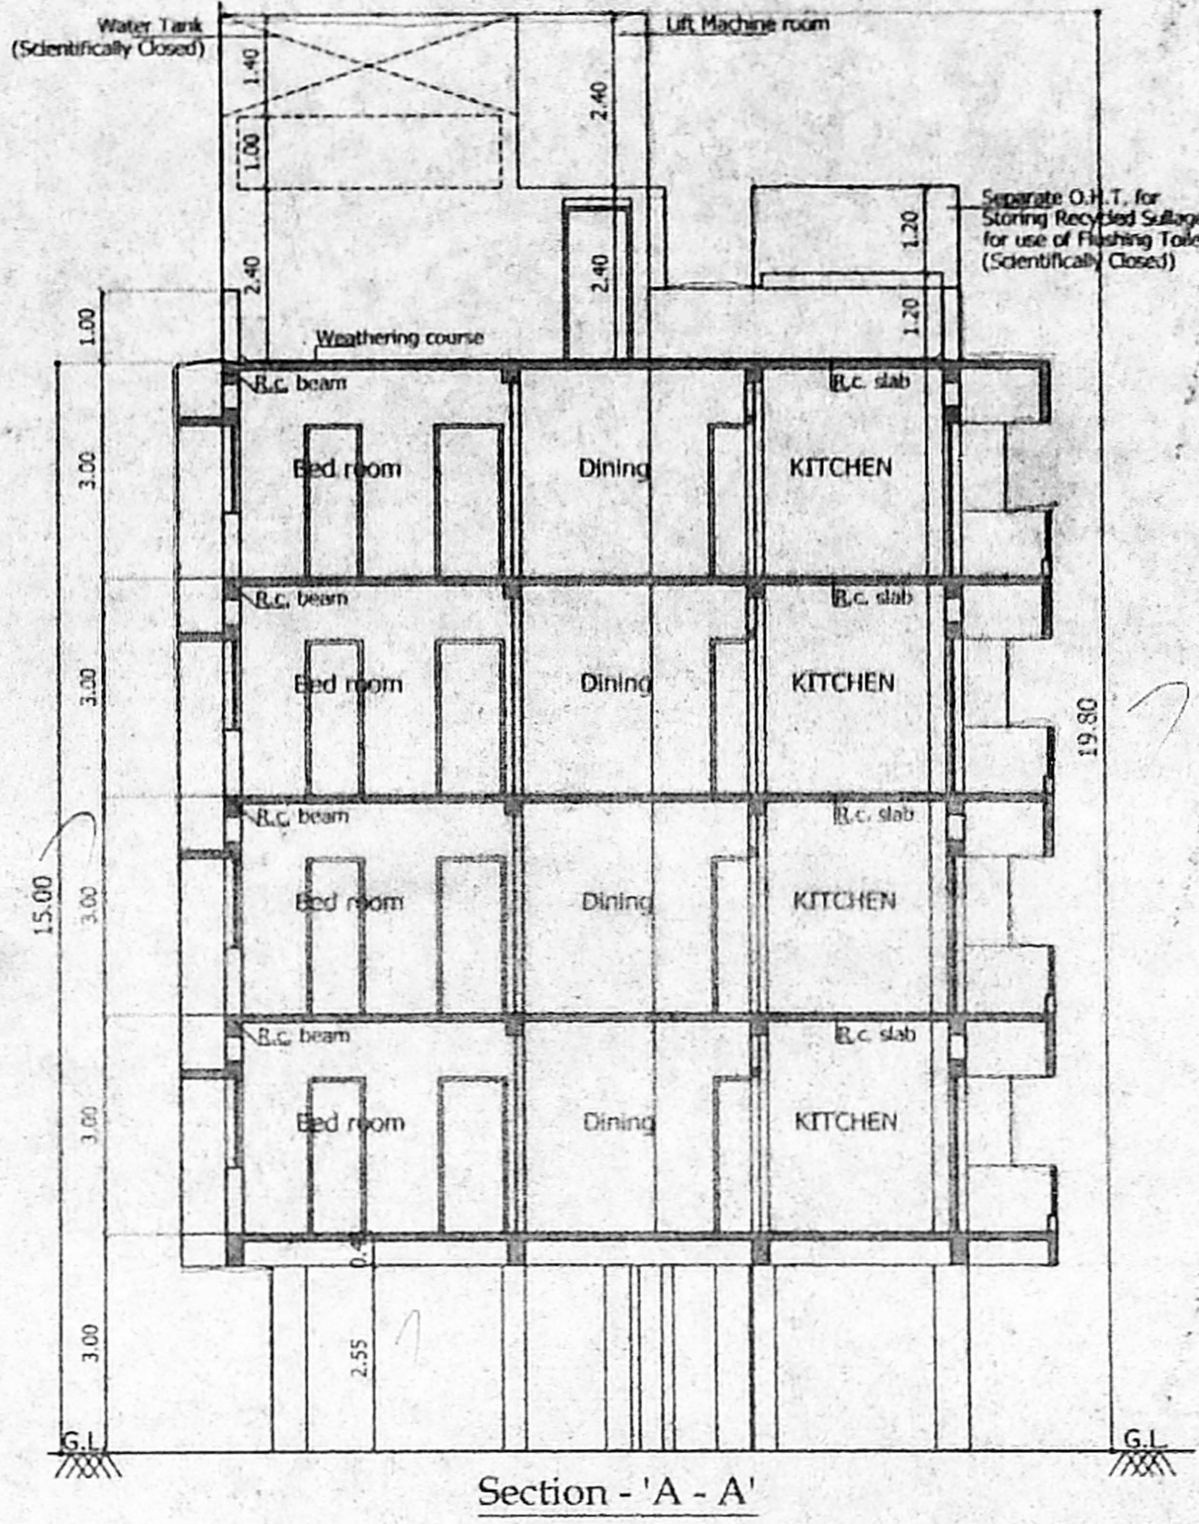 Water Tank
(Scientifically Closed)
Lift Machine room
1.40
2.40
1.00
Separate O.H.T. for
Storing Recycled Sullage
for use of Flushing
(Scientifically Closed)
1.20
2.40
2.40
1.20
1.00
Weathering course
R.c. beam
R.c. slab
3.00
Bed room
Dining
KITCHEN
R.c. beam
R.c. slab
3.00
Bed room
Dining
KITCHEN
19.80
R.c. beam
R.c. slab
15.00
3.00
Bed room
Dining
KITCHEN
R.c. beam
R.c. slab
3.00
Bed room
Dining
KITCHEN
3.00
2.55
G.L
G.L.
Section - 'A - A'